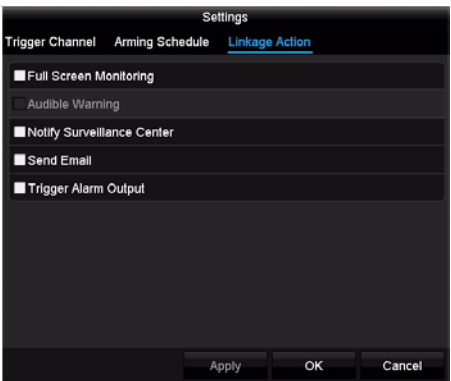 Settings
Trigger Channel Arming Schedule Linkage Action
Full Screen Monitoring
Audible Warning
Notify Surveillance Center
Send Email
Trigger Alarm Output
Apply OK Cancel